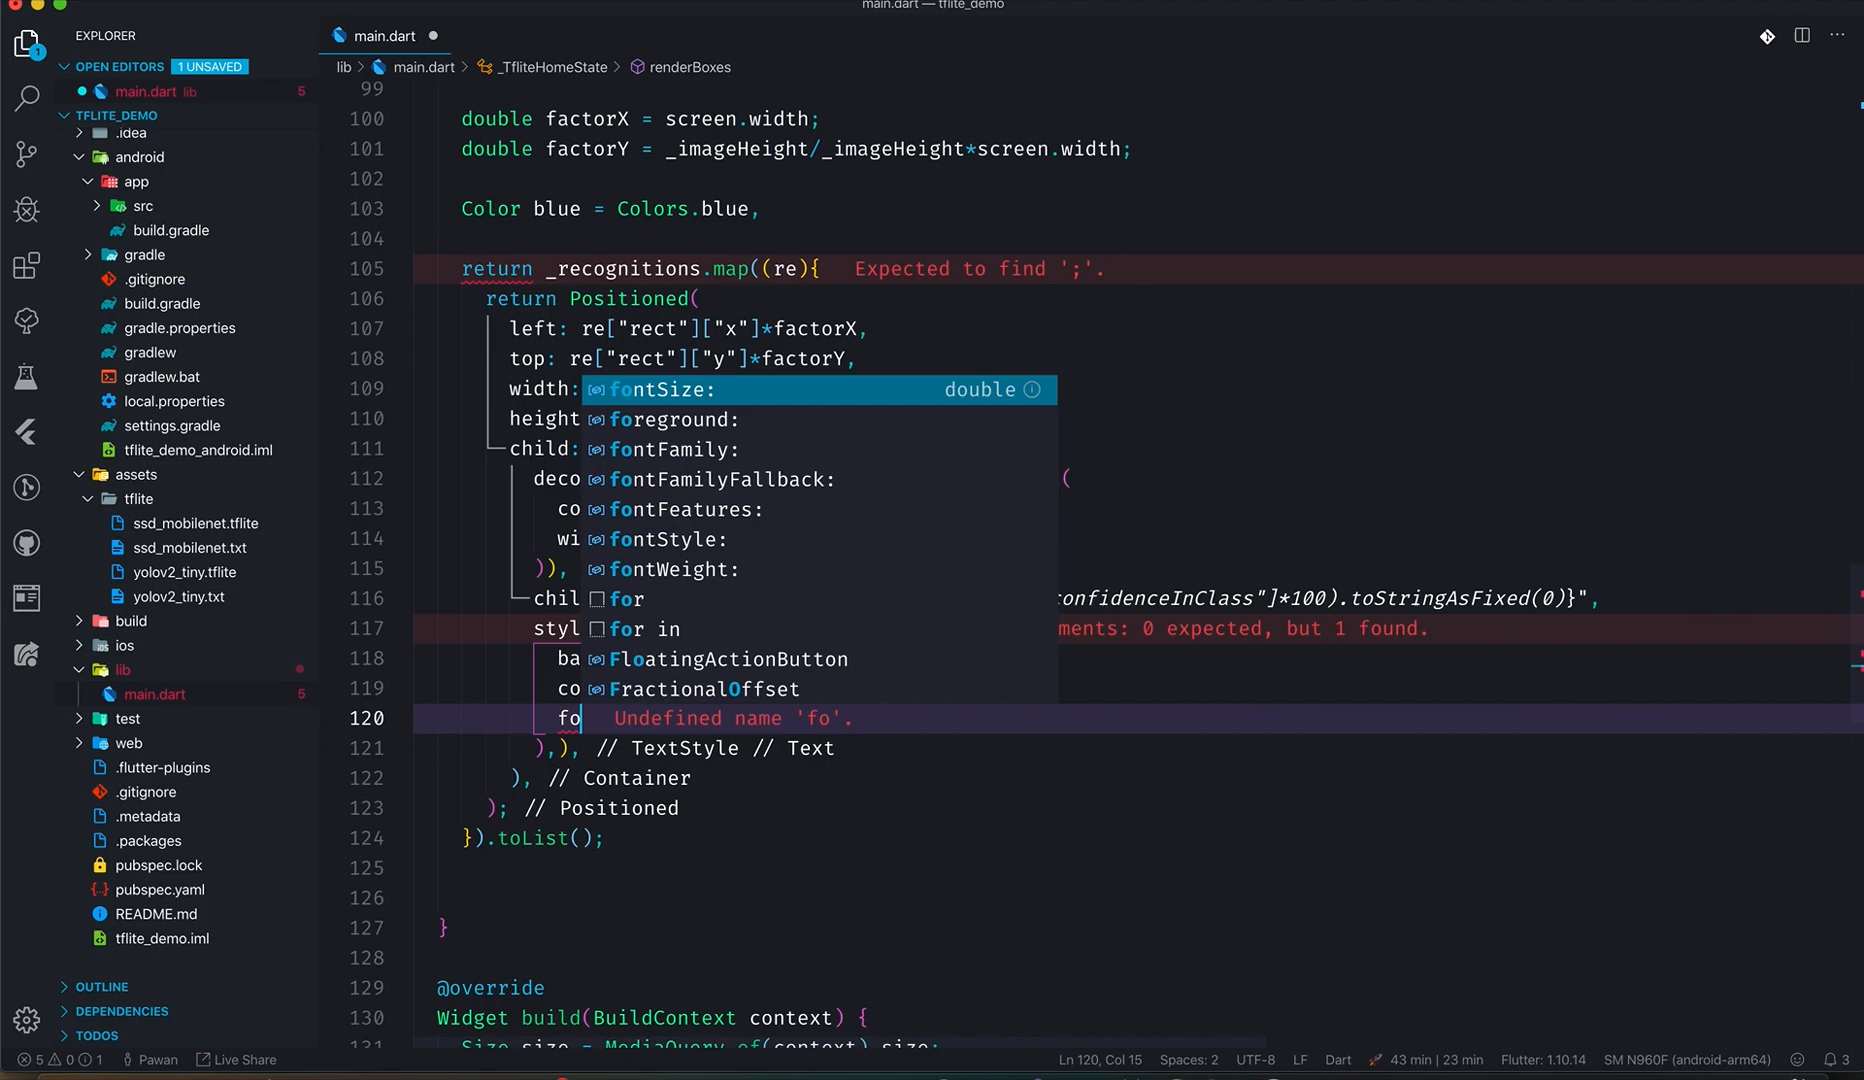 main.dart — tflite_demo
EXPLORER
OPEN EDITORS 1 UNSAVED
main.dart lib 5
TFLITE_DEMO
.idea
android
app
src
build.gradle
gradle
.gitignore
build.gradle
gradle.properties
gradlew
gradlew.bat
local.properties
settings.gradle
tflite_demo_android.iml
assets
tflite
ssd_mobilenet.tflite
ssd_mobilenet.txt
yolov2_tiny.tflite
yolov2_tiny.txt
build
ios
lib
main.dart 5
test
web
.flutter-plugins
.gitignore
.metadata
.packages
pubspec.lock
pubspec.yaml
README.md
tflite_demo.iml
OUTLINE
DEPENDENCIES
TODOS
1
main.dart
lib > main.dart > _TfliteHomeState > renderBoxes
99
100 double factorX = screen.width;
101 double factorY = _imageHeight/_imageHeight*screen.width;
102
103 Color blue = Colors.blue,
104
105 return _recognitions.map((re){ Expected to find ';'.
106 return Positioned(
107 left: re["rect"]["x"]*factorX,
108 top: re["rect"]["y"]*factorY,
109 width: fontSize: double
110 height foreground:
111 child: fontFamily:
112 deco fontFamilyFallback: (
113 co fontFeatures:
114 wi fontStyle:
115 )), fontWeight:
116 chil for confidenceInClass"]*100).toStringAsFixed(0)}",
117 styl for in ments: 0 expected, but 1 found.
118 ba FloatingActionButton
119 co FractionalOffset
120 fo Undefined name 'fo'.
121 ),), // TextStyle // Text
122 ), // Container
123 ); // Positioned
124 }).toList();
125
126
127 }
128
129 @override
130 Widget build(BuildContext context) {
131 Size size = MediaQuery.of(context).size;
5 0 1 Pawan Live Share Ln 120, Col 15 Spaces: 2 UTF-8 LF Dart 43 min | 23 min Flutter: 1.10.14 SM N960F (android-arm64) 3